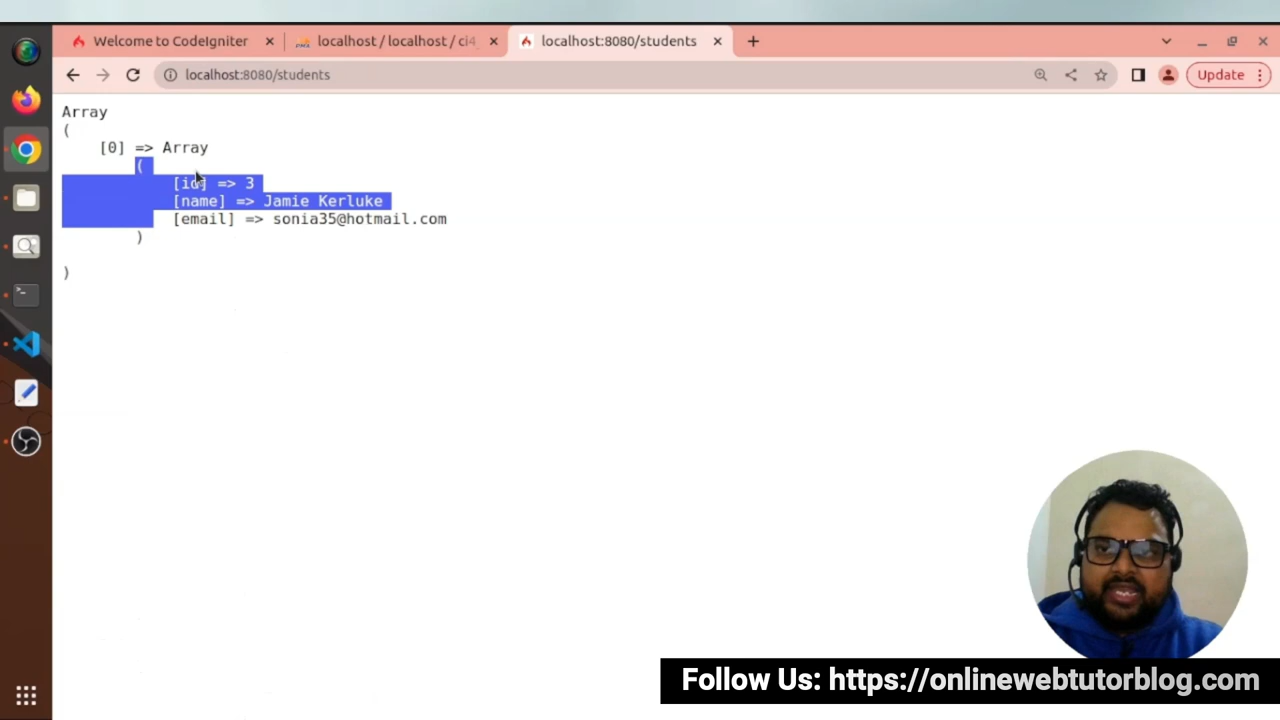 Welcome to CodeIgniter
localhost / localhost / ci4_
localhost:8080/students
localhost:8080/students
Update
Array
(
[0] => Array
(
[id] => 3
[name] => Jamie Kerluke
[email] => sonia35@hotmail.com
)
)
Follow Us: https://onlinewebtutorblog.com